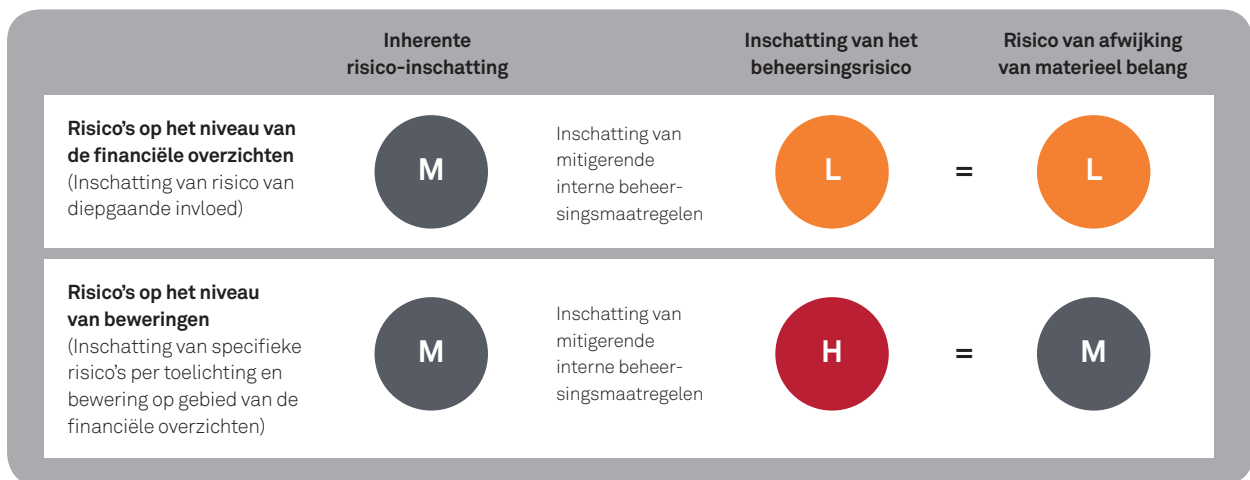 Inherente
risico-inschatting
Inschatting van het
beheersingsrisico
Risico van afwijking
van materieel belang
Risico's op het niveau van
de financiële overzichten
(Inschatting van risico van
diepgaande invloed)
M
Inschatting van
mitigerende
interne beheer-
singsmaatregelen
L
=
L
Risico's op het niveau
van beweringen
(Inschatting van specifieke
risico's per toelichting en
bewering op gebied van de
financiële overzichten)
M
Inschatting van
mitigerende
interne beheer-
singsmaatregelen
H
=
M